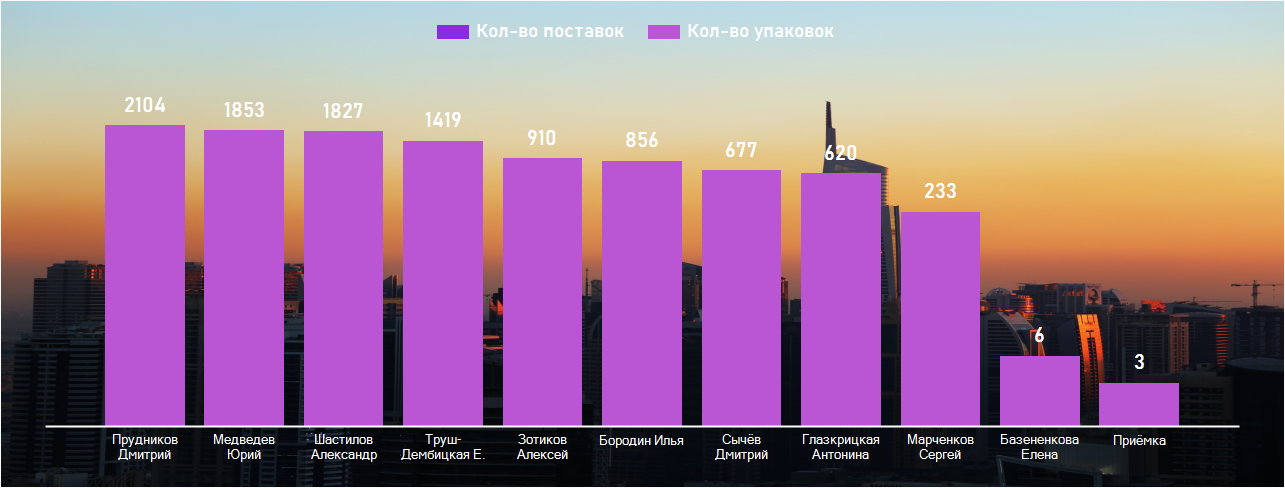 Кол-во поставок Кол-во упаковок
2104 1853 1827 1419 910 856 677 620 233 6 3
Прудников Дмитрий
Медведев Юрий
Шастилов Александр
Труш-Дембицкая Е.
Зотиков Алексей
Бородин Илья
Сычёв Дмитрий
Глазкрицкая Антонина
Марченков Сергей
Базененкова Елена
Приёмка